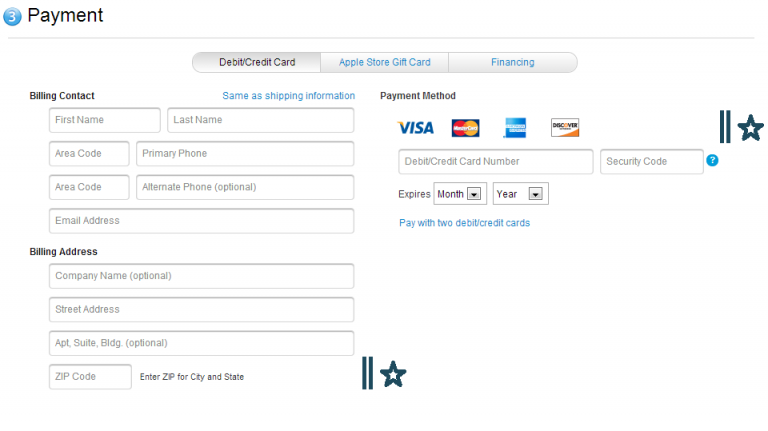 3 Payment
Debit/Credit Card Apple Store Gift Card Financing
Billing Contact Same as shipping information
First Name Last Name
Area Code Primary Phone
Area Code Alternate Phone (optional)
Email Address
Billing Address
Company Name (optional)
Street Address
Apt, Suite, Bldg. (optional)
ZIP Code Enter ZIP for City and State
Payment Method
VISA MasterCard DISCOVER
Debit/Credit Card Number Security Code ?
Expires Month Year
Pay with two debit/credit cards